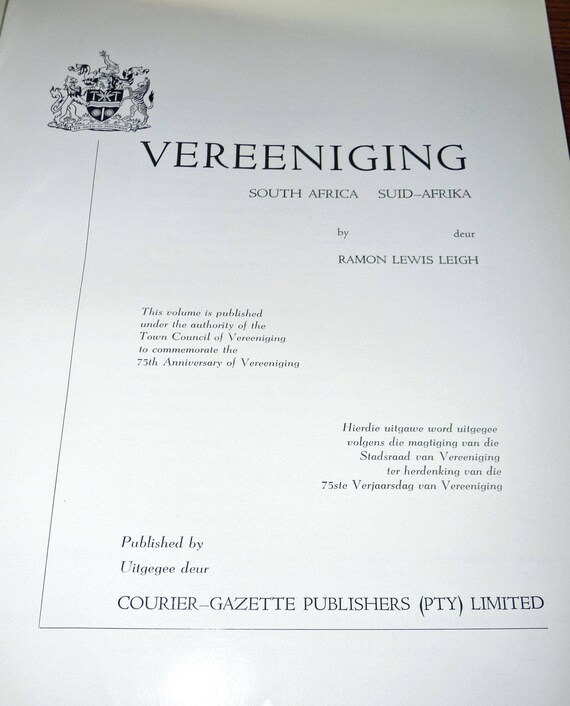 VEREENIGING
SOUTH AFRICA SUID-AFRIKA
by deur
RAMON LEWIS LEIGH
This volume is published
under the authority of the
Town Council of Vereeniging
to commemorate the
75th Anniversary of Vereeniging
Hierdie uitgawe word uitgegee
volgens die magtiging van die
Stadsraad van Vereeniging
ter herdenking van die
75ste Verjaarsdag van Vereeniging
Published by
Uitgegee deur
COURIER-GAZETTE PUBLISHERS (PTY) LIMITED